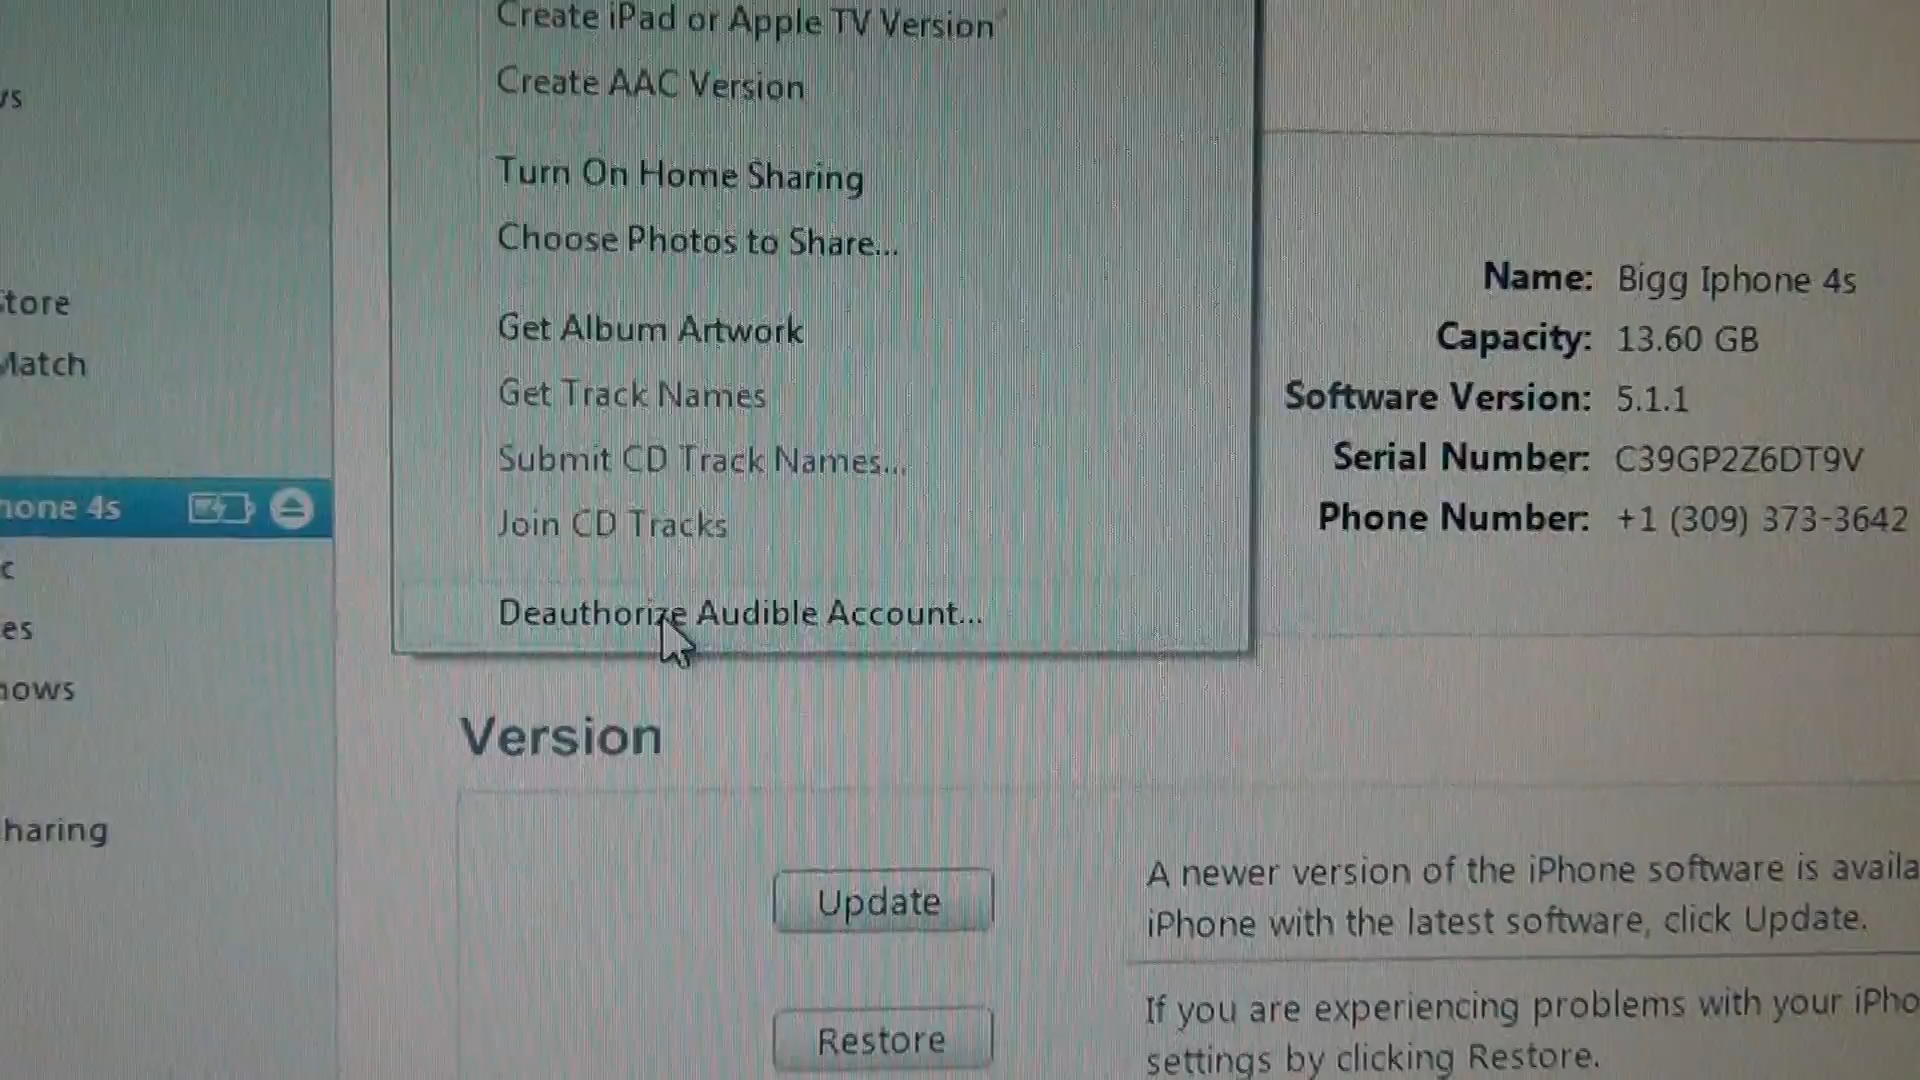 Create iPad or Apple TV Version
Create AAC Version
Turn On Home Sharing
Choose Photos to Share...
Get Album Artwork
Get Track Names
Submit CD Track Names...
Join CD Tracks
Deauthorize Audible Account...
tore
Match
hone 4s
es
hows
haring
Name: Bigg Iphone 4s
Capacity: 13.60 GB
Software Version: 5.1.1
Serial Number: C39GP2Z6DT9V
Phone Number: +1 (309) 373-3642
Version
Update
A newer version of the iPhone software is availa
iPhone with the latest software, click Update.
Restore
If you are experiencing problems with your iPho
settings by clicking Restore.